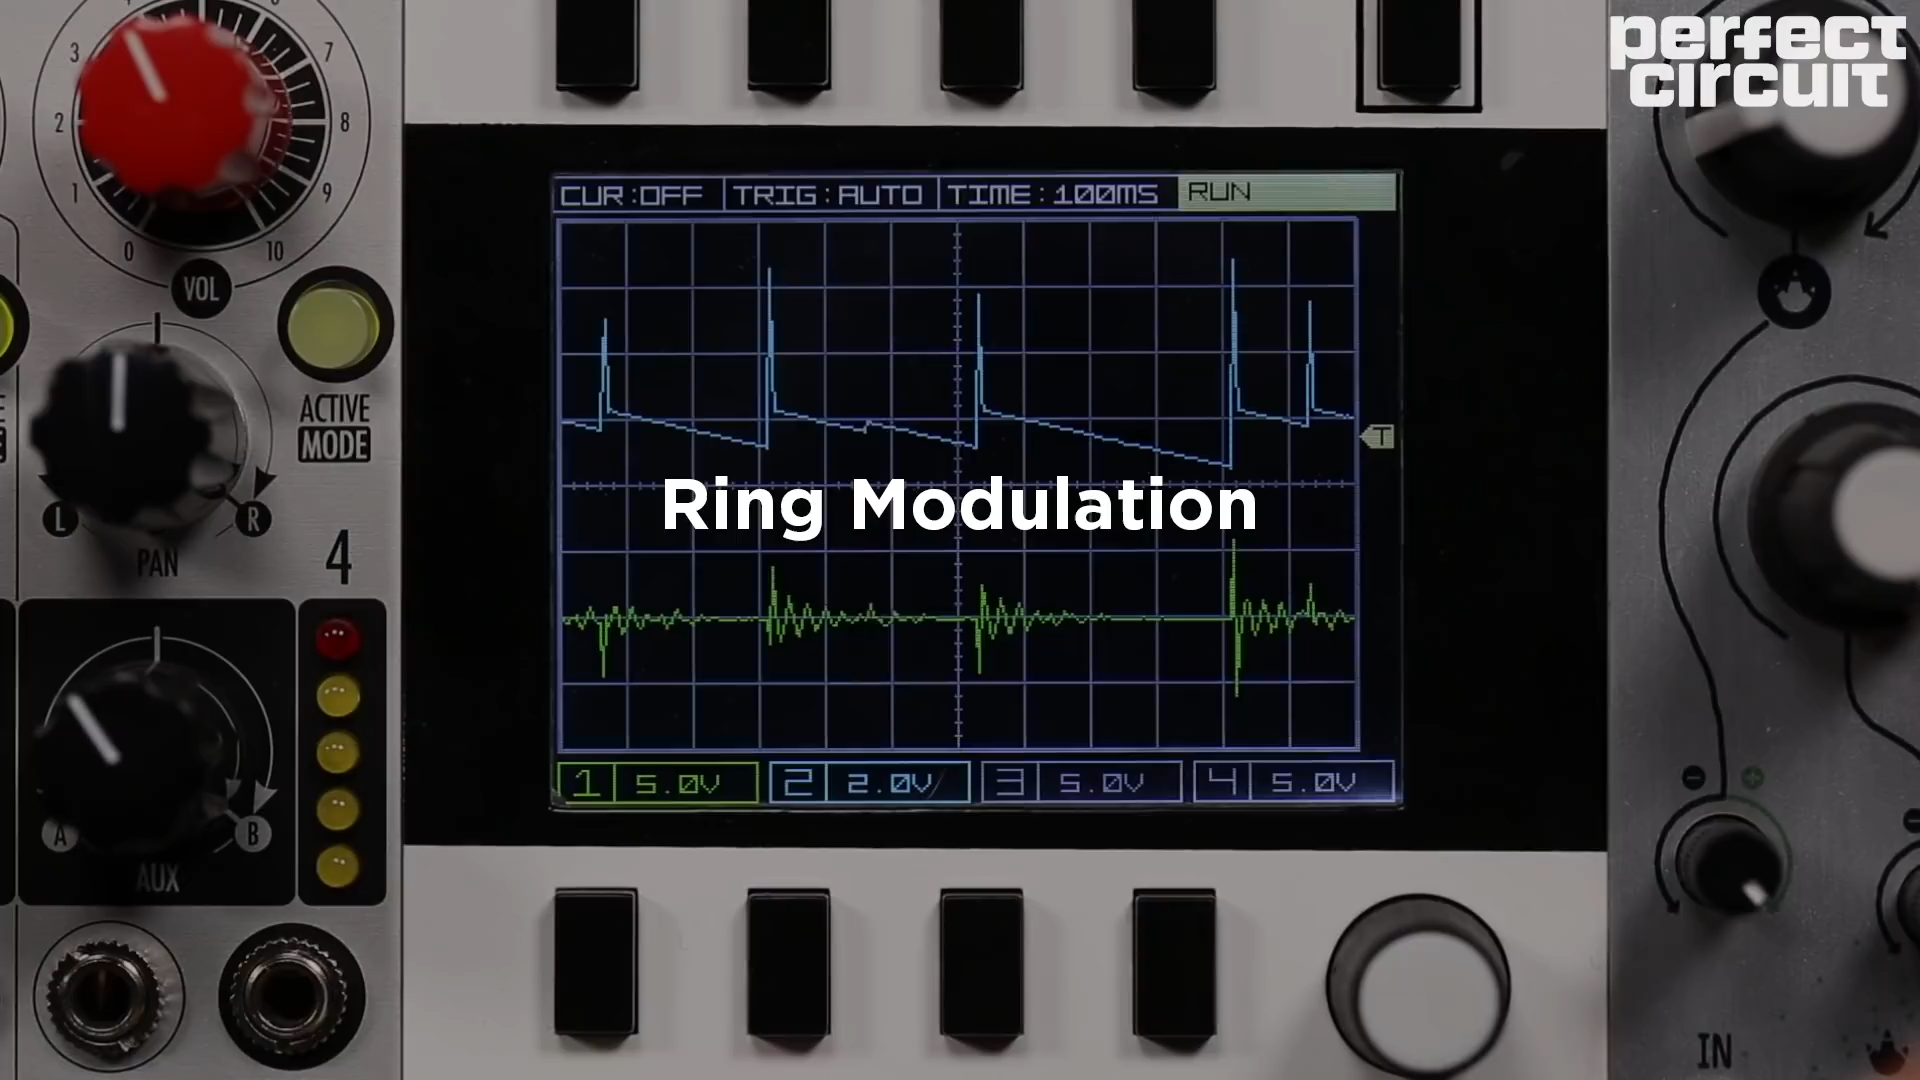 perfect
circuit
3
7
2
8
1
9
0
10
VOL
ACTIVE
MODE
L
R
PAN
4
A
B
AUX
CUR:OFF TRIG:AUTO TIME:100MS RUN
T
Ring Modulation
1 5.0V 2 2.0V 3 5.0V 4 5.0V
IN